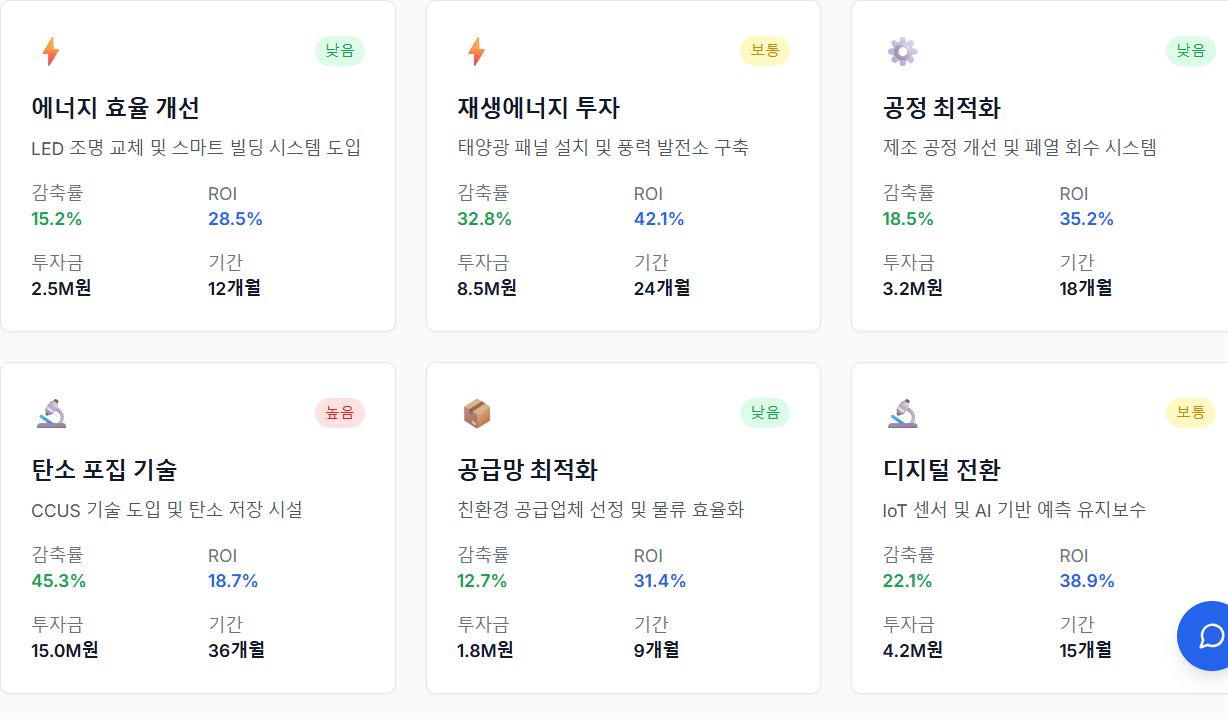 낮음
에너지 효율 개선
LED 조명 교체 및 스마트 빌딩 시스템 도입
감축률 ROI
15.2% 28.5%
투자금 기간
2.5M원 12개월
보통
재생에너지 투자
태양광 패널 설치 및 풍력 발전소 구축
감축률 ROI
32.8% 42.1%
투자금 기간
8.5M원 24개월
낮음
공정 최적화
제조 공정 개선 및 폐열 회수 시스템
감축률 ROI
18.5% 35.2%
투자금 기간
3.2M원 18개월
높음
탄소 포집 기술
CCUS 기술 도입 및 탄소 저장 시설
감축률 ROI
45.3% 18.7%
투자금 기간
15.0M원 36개월
낮음
공급망 최적화
친환경 공급업체 선정 및 물류 효율화
감축률 ROI
12.7% 31.4%
투자금 기간
1.8M원 9개월
보통
디지털 전환
IoT 센서 및 AI 기반 예측 유지보수
감축률 ROI
22.1% 38.9%
투자금 기간
4.2M원 15개월